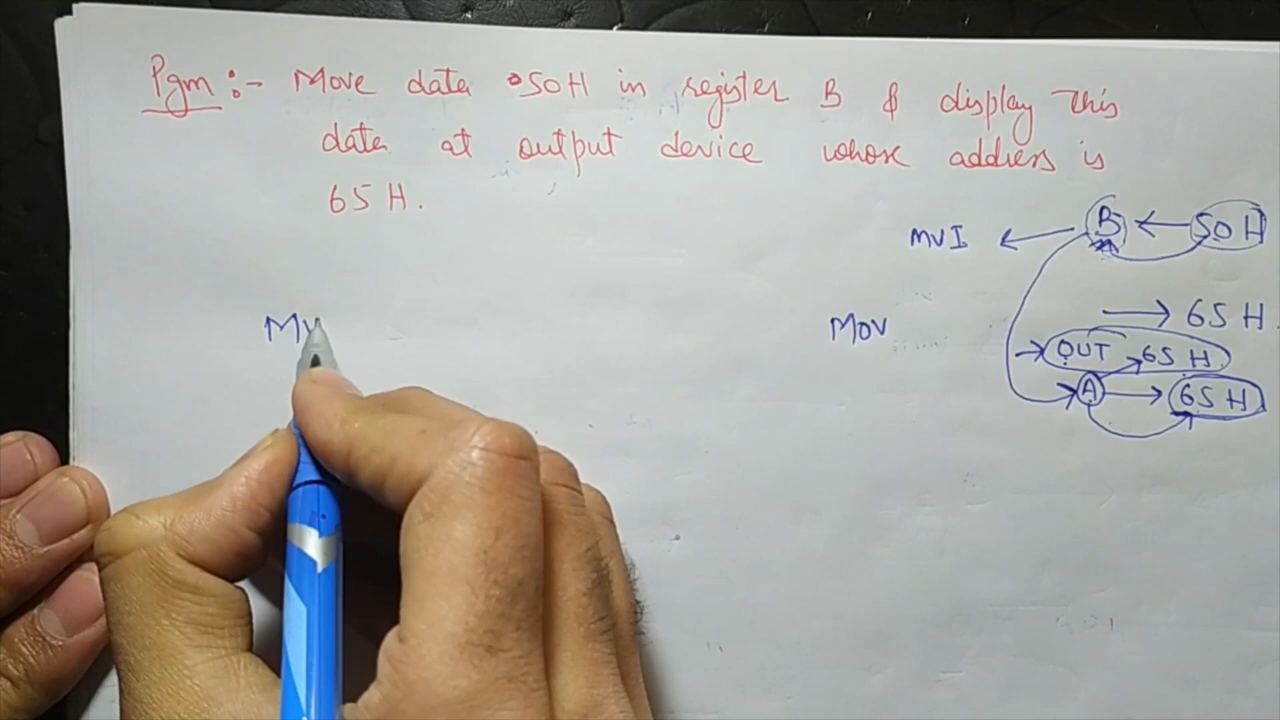 Pgm :- Move data 50H in register B & display this
data at output device whose address is
65 H.
MVI ← B ← 50 H
→ 65 H.
MV
MOV
→ OUT → 65 H
A → 65 H